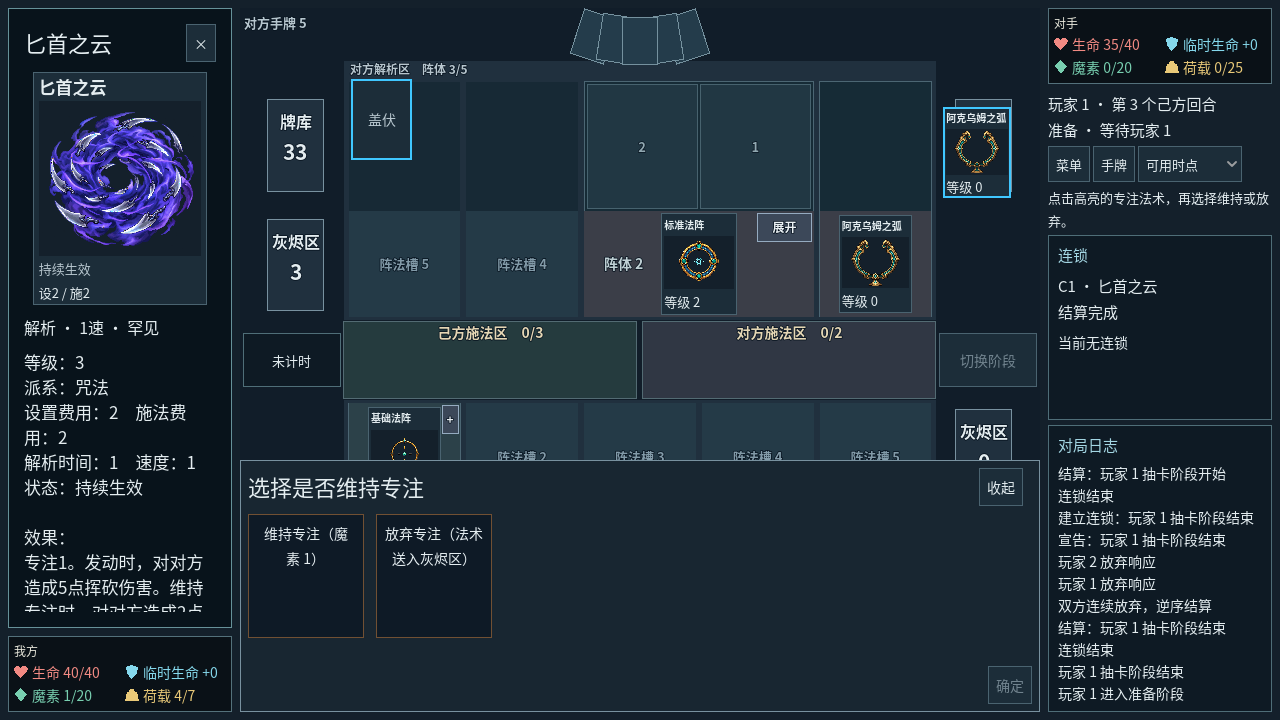 匕首之云
×
匕首之云
持续生效
设2 / 施2
解析 · 1速 · 罕见
等级：3
派系：咒法
设置费用：2　施法费
用：2
解析时间：1　速度：1
状态：持续生效
效果：
专注1。发动时，对对方
造成5点挥砍伤害。维持
专注时，对对方造成2点
我方
生命 40/40
临时生命 +0
魔素 1/20
荷载 4/7
对方手牌 5
对方解析区　阵体 3/5
牌库
33
盖伏
2
1
阿克乌姆之弧
等级 0
灰烬区
3
阵法槽 5
阵法槽 4
阵体 2
标准法阵
等级 2
展开
阿克乌姆之弧
等级 0
未计时
己方施法区　0/3
对方施法区　0/2
切换阶段
基础法阵
+
阵法槽 2
阵法槽 3
阵法槽 4
阵法槽 5
灰烬区
选择是否维持专注
收起
维持专注（魔
素 1）
放弃专注（法术
送入灰烬区）
确定
对手
生命 35/40
临时生命 +0
魔素 0/20
荷载 0/25
玩家 1 · 第 3 个己方回合
准备 · 等待玩家 1
菜单
手牌
可用时点
点击高亮的专注法术，再选择维持或放
弃。
连锁
C1 · 匕首之云
结算完成
当前无连锁
对局日志
结算：玩家 1 抽卡阶段开始
连锁结束
建立连锁：玩家 1 抽卡阶段结束
宣告：玩家 1 抽卡阶段结束
玩家 2 放弃响应
玩家 1 放弃响应
双方连续放弃，逆序结算
结算：玩家 1 抽卡阶段结束
连锁结束
玩家 1 抽卡阶段结束
玩家 1 进入准备阶段